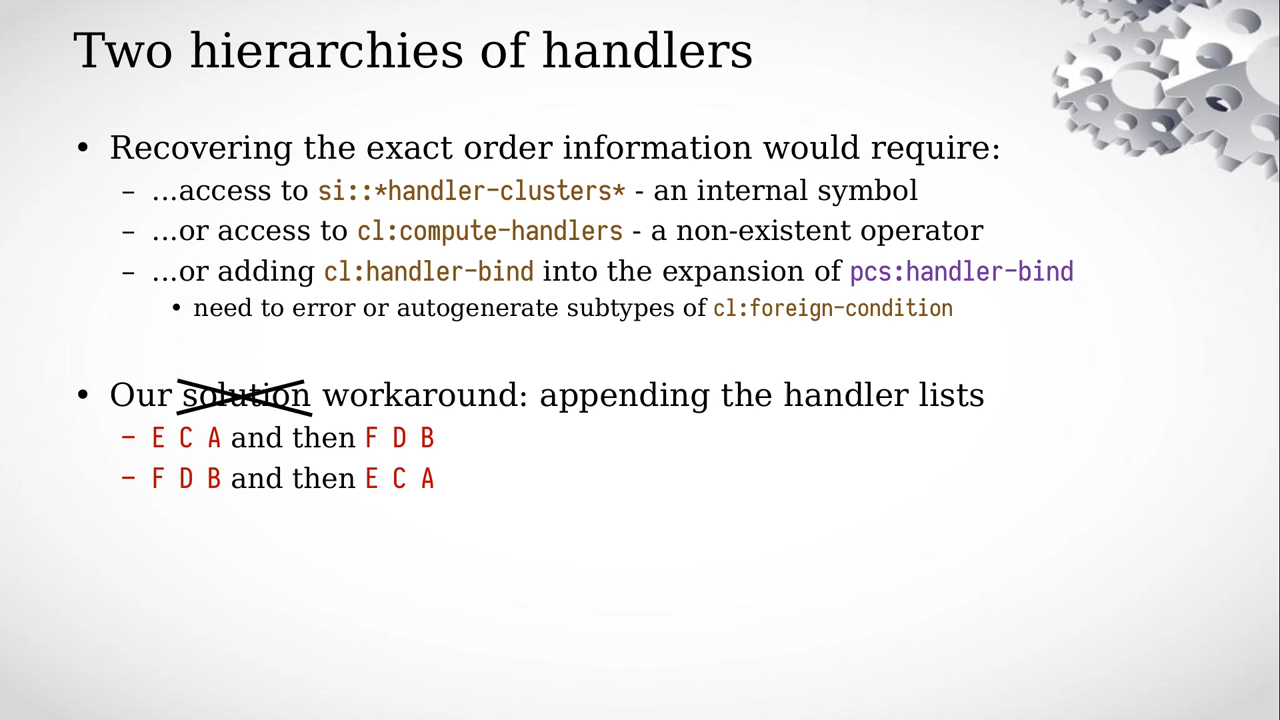 Two hierarchies of handlers
• Recovering the exact order information would require:
– ...access to si::*handler-clusters* - an internal symbol
– ...or access to cl:compute-handlers - a non-existent operator
– ...or adding cl:handler-bind into the expansion of pcs:handler-bind
• need to error or autogenerate subtypes of cl:foreign-condition
• Our solution workaround: appending the handler lists
– E C A and then F D B
– F D B and then E C A